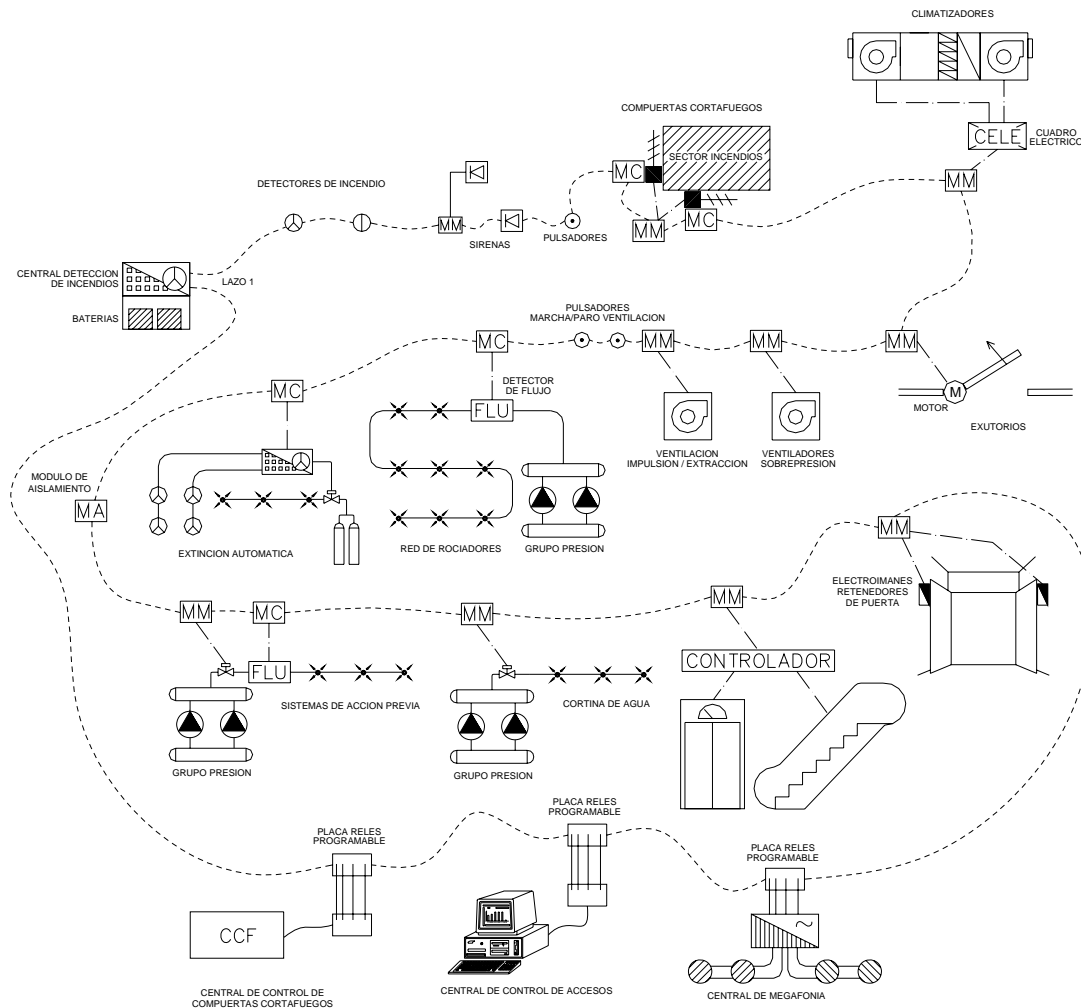 CLIMATIZADORES
COMPUERTAS CORTAFUEGOS
CELE
CUADRO
ELECTRICO
SECTOR INCENDIOS
MC
MM
DETECTORES DE INCENDIO
MM
MC
MM
SIRENAS
PULSADORES
CENTRAL DETECCION
DE INCENDIOS
LAZO 1
BATERIAS
PULSADORES
MARCHA/PARO VENTILACION
MC
MM
MM
MM
MC
DETECTOR
DE FLUJO
FLU
M
MOTOR
EXUTORIOS
VENTILACION
IMPULSION / EXTRACCION
VENTILADORES
SOBREPRESION
MODULO DE
AISLAMIENTO
MA
EXTINCION AUTOMATICA
RED DE ROCIADORES
GRUPO PRESION
MM
ELECTROIMANES
RETENEDORES
DE PUERTA
MM
MC
MM
MM
FLU
CONTROLADOR
SISTEMAS DE ACCION PREVIA
CORTINA DE AGUA
GRUPO PRESION
GRUPO PRESION
PLACA RELES
PROGRAMABLE
PLACA RELES
PROGRAMABLE
PLACA RELES
PROGRAMABLE
CCF
~
CENTRAL DE CONTROL DE
COMPUERTAS CORTAFUEGOS
CENTRAL DE CONTROL DE ACCESOS
CENTRAL DE MEGAFONIA